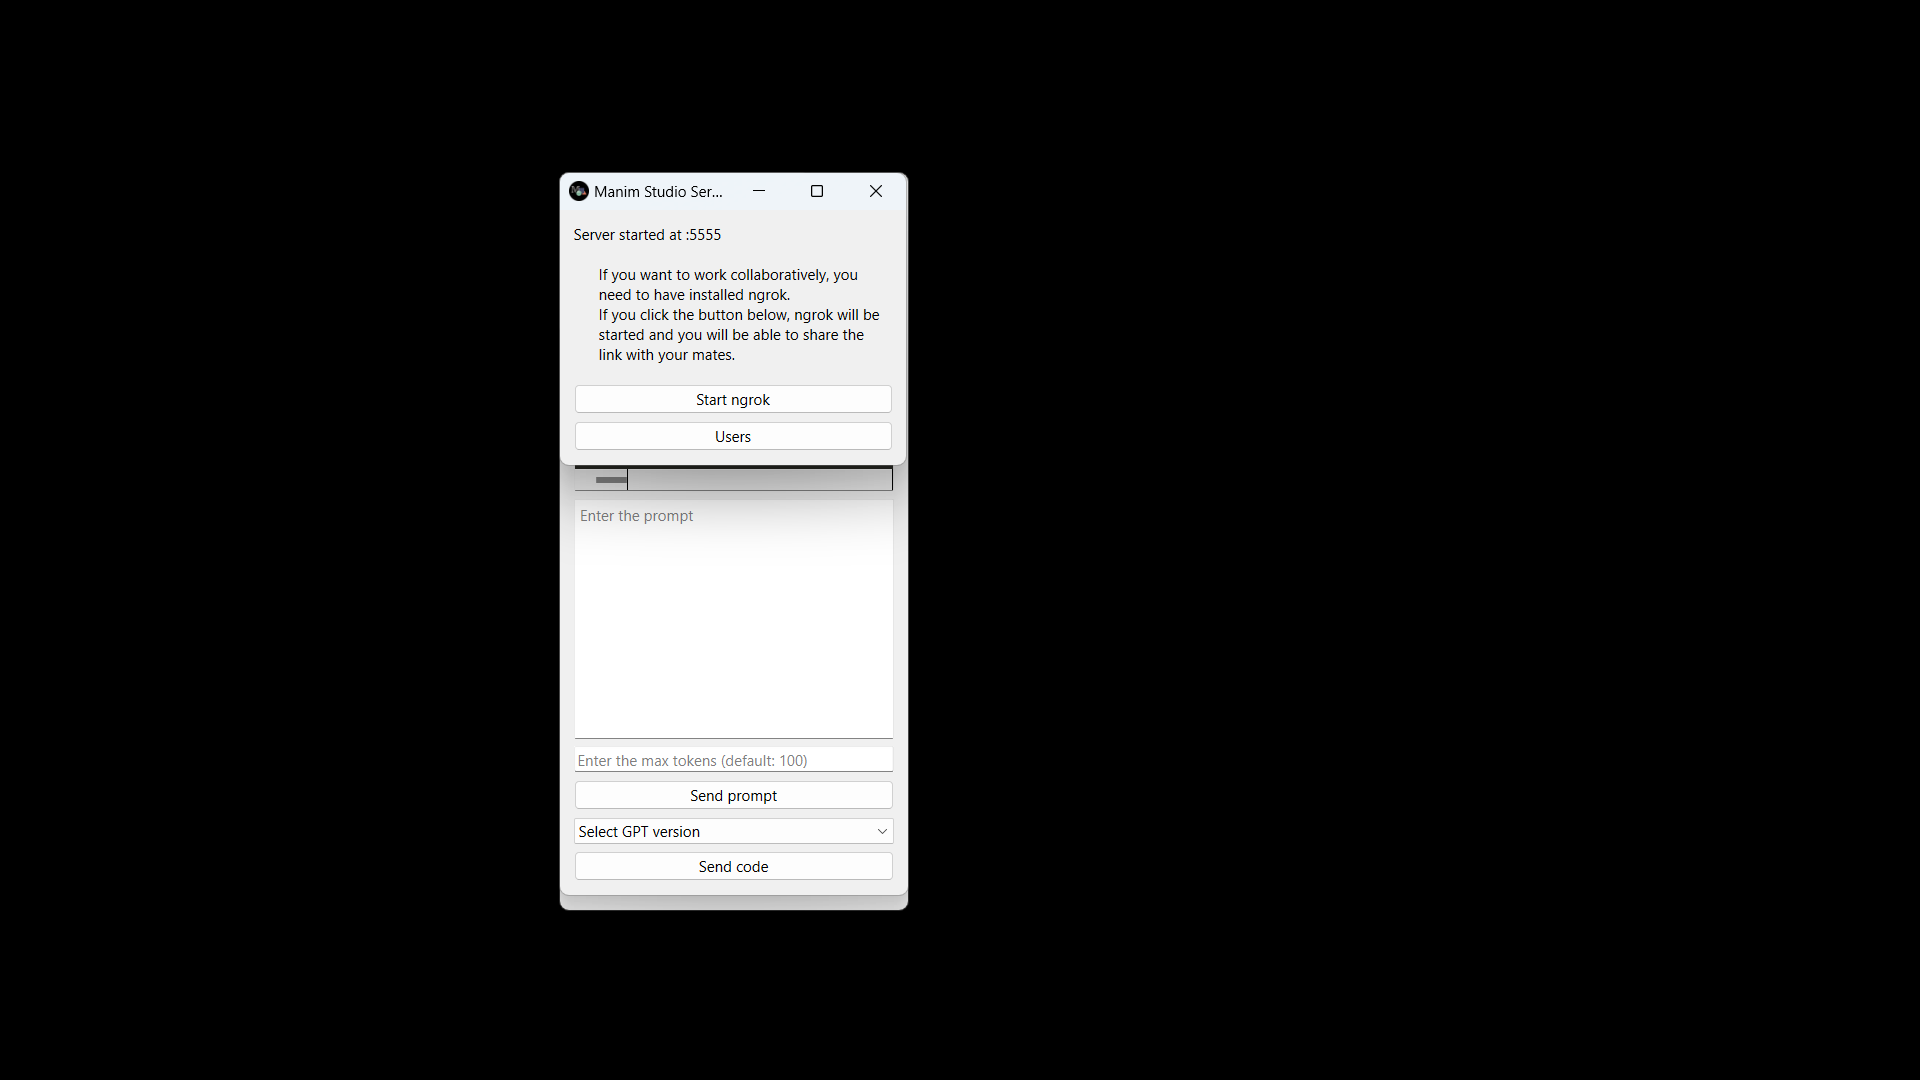 Manim Studio Ser...
Server started at :5555
If you want to work collaboratively, you
need to have installed ngrok.
If you click the button below, ngrok will be
started and you will be able to share the
link with your mates.
Start ngrok
Users
Enter the prompt
Enter the max tokens (default: 100)
Send prompt
Select GPT version
Send code